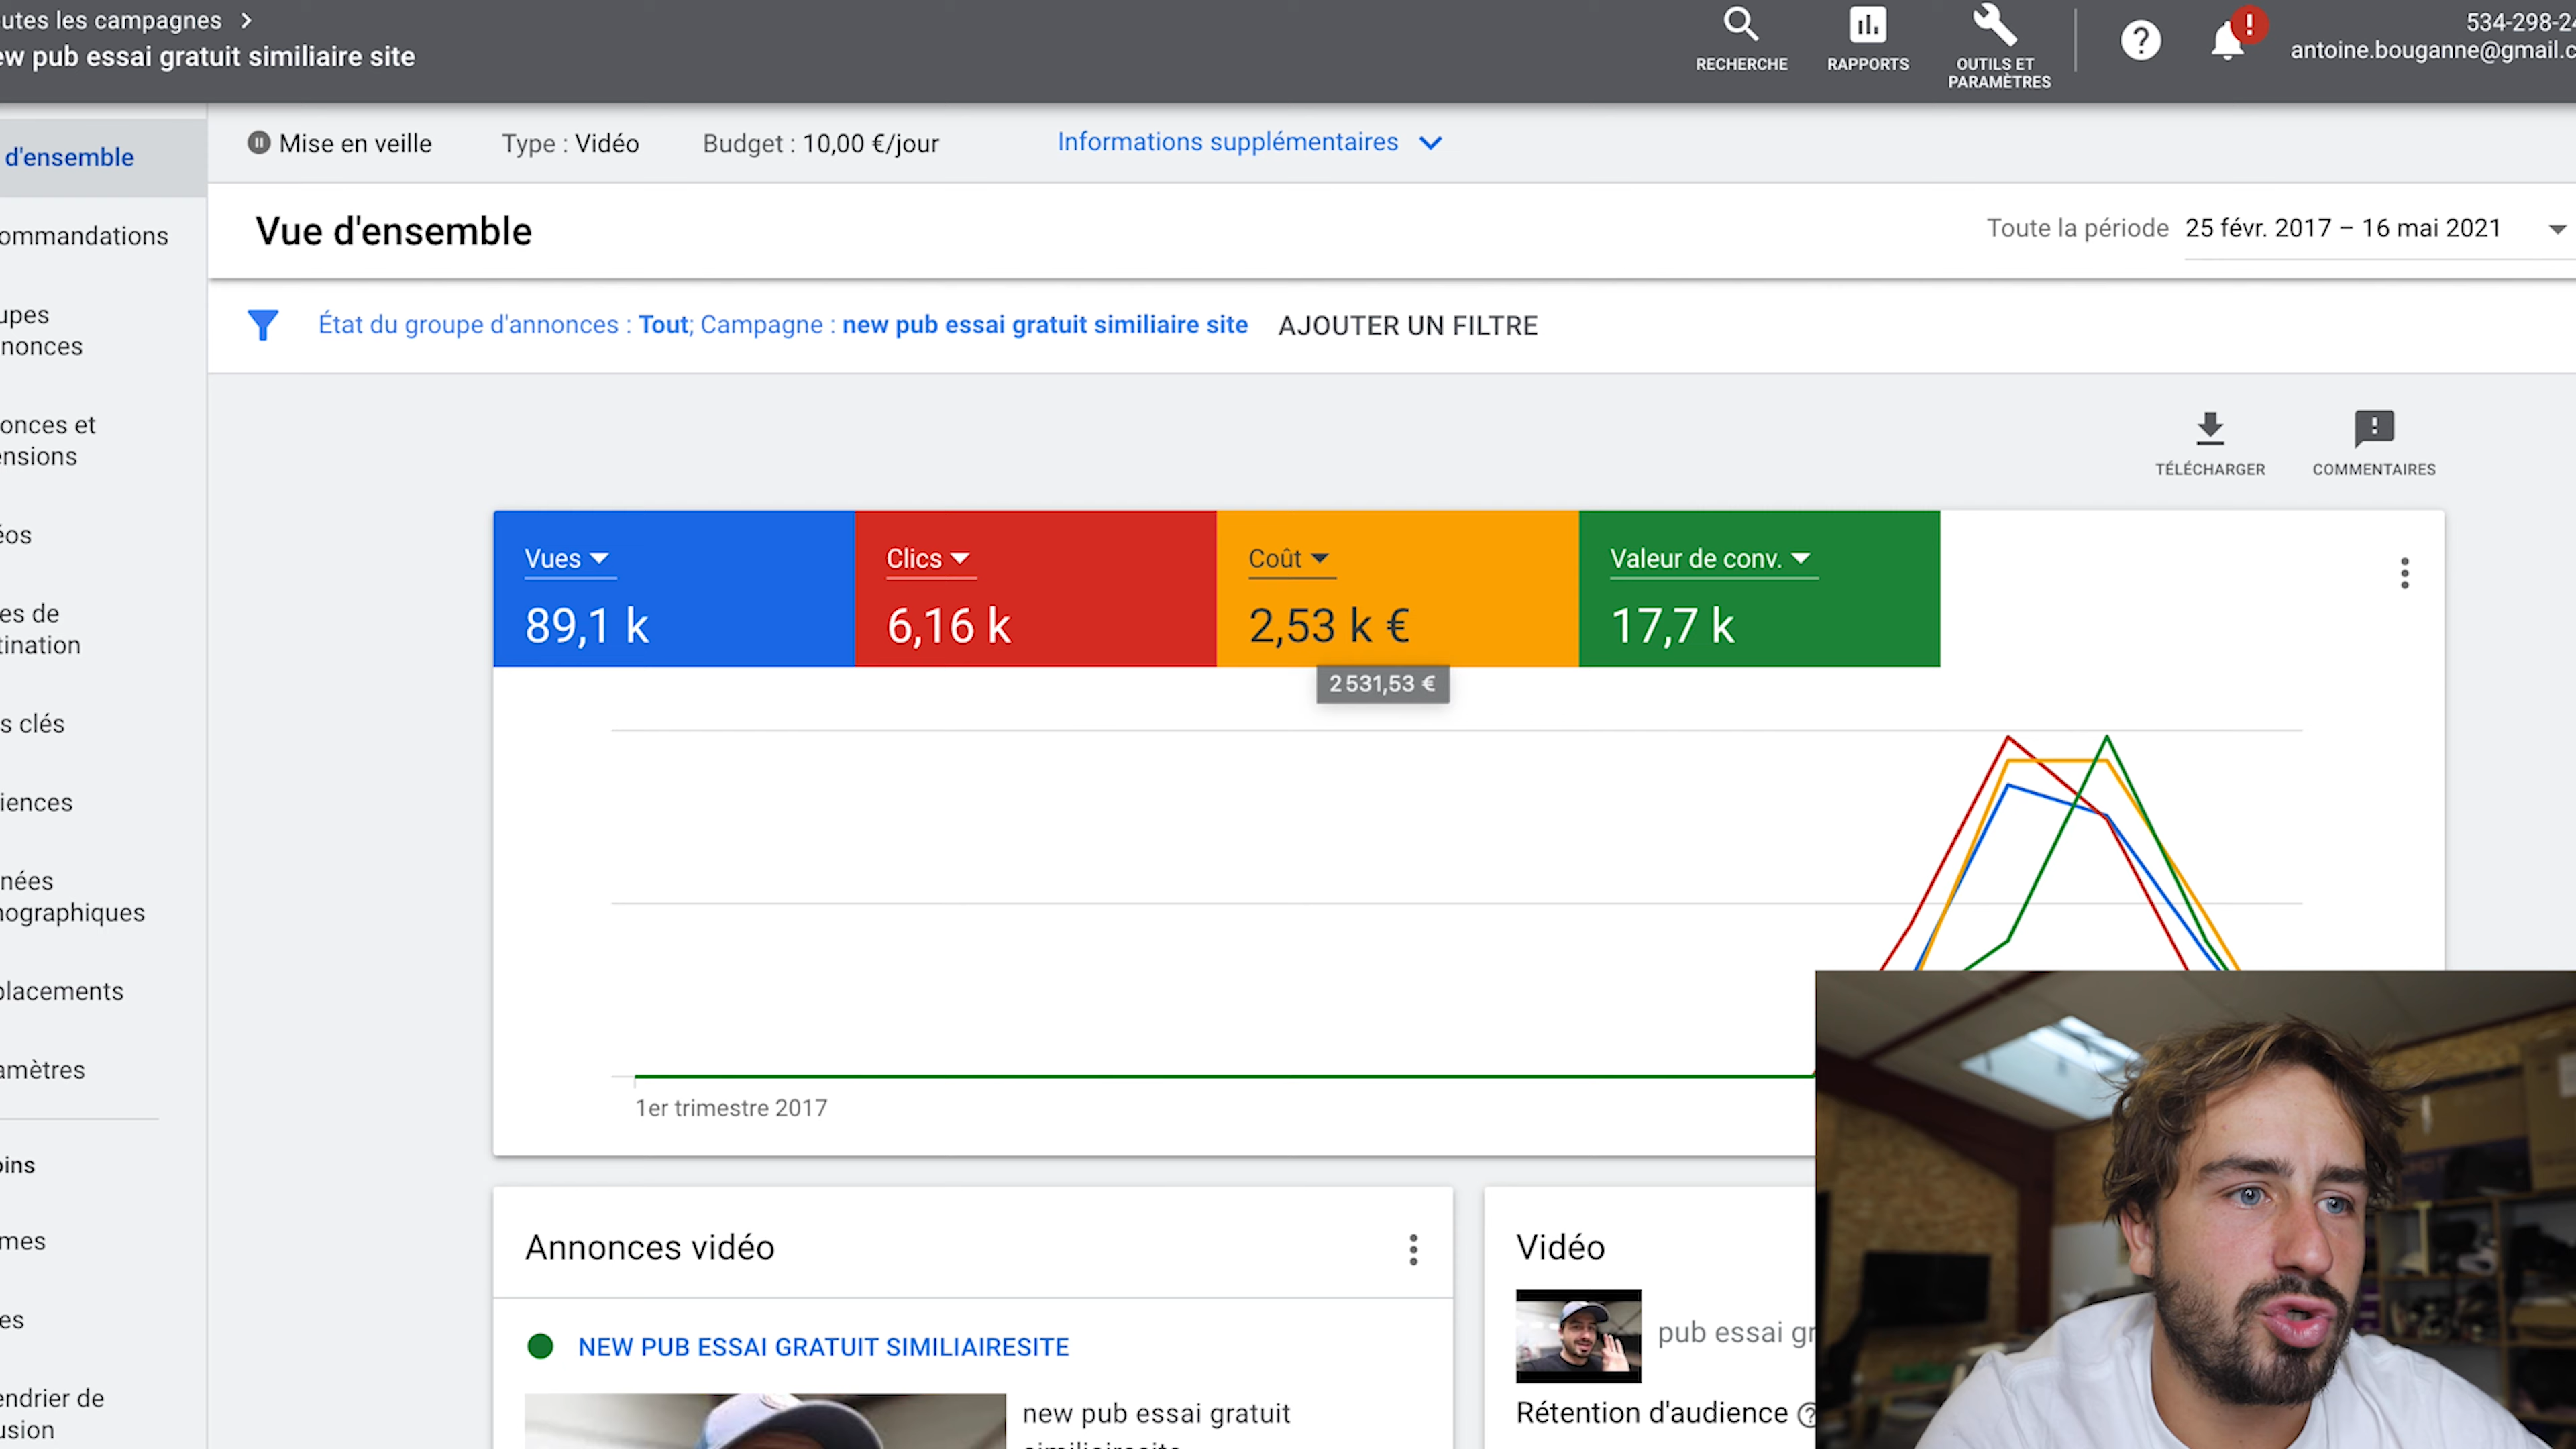 utes les campagnes
ew pub essai gratuit similiaire site
RECHERCHE
RAPPORTS
OUTILS ET
PARAMÈTRES
534-298-24
antoine.bouganne@gmail.c
d'ensemble
Mise en veille
Type : Vidéo
Budget : 10,00 €/jour
Informations supplémentaires
ommandations
Vue d'ensemble
Toute la période 25 févr. 2017 – 16 mai 2021
upes
nonces
État du groupe d'annonces : Tout; Campagne : new pub essai gratuit similiaire site
AJOUTER UN FILTRE
onces et
ensions
TÉLÉCHARGER
COMMENTAIRES
éos
es de
tination
Vues
89,1 k
Clics
6,16 k
Coût
2,53 k €
Valeur de conv.
17,7 k
2 531,53 €
s clés
iences
nées
nographiques
placements
amètres
1er trimestre 2017
oins
mes
es
endrier de
usion
Annonces vidéo
NEW PUB ESSAI GRATUIT SIMILIAIRESITE
new pub essai gratuit
similiairesite
Vidéo
pub essai gr
Rétention d'audience